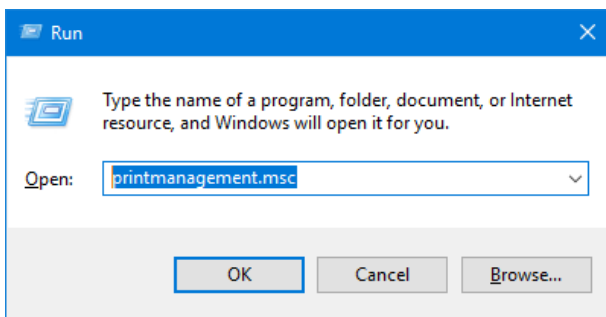 Run
Type the name of a program, folder, document, or Internet
resource, and Windows will open it for you.
Open: printmanagement.msc
OK Cancel Browse...